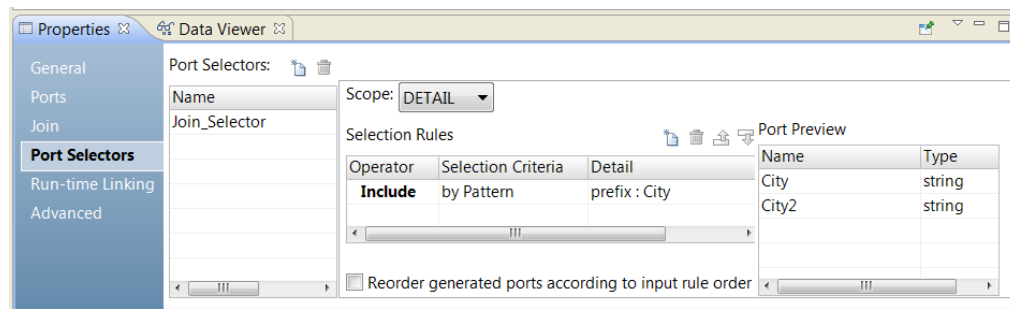 Properties
Data Viewer
General
Ports
Join
Port Selectors
Run-time Linking
Advanced
Port Selectors:
Name
Join_Selector
Scope: DETAIL
Selection Rules
Operator Selection Criteria Detail
Include by Pattern prefix : City
Reorder generated ports according to input rule order
Port Preview
Name Type
City string
City2 string